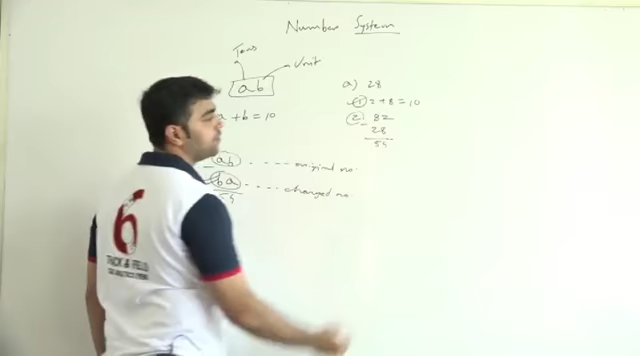 Number System
Tens
Unit
ab
a + b = 10
ab ---- original no.
ba ---- changed no
54
a) 28
1) 2+8 = 10
2) 82
- 28
54
6
TRACK & FIELD